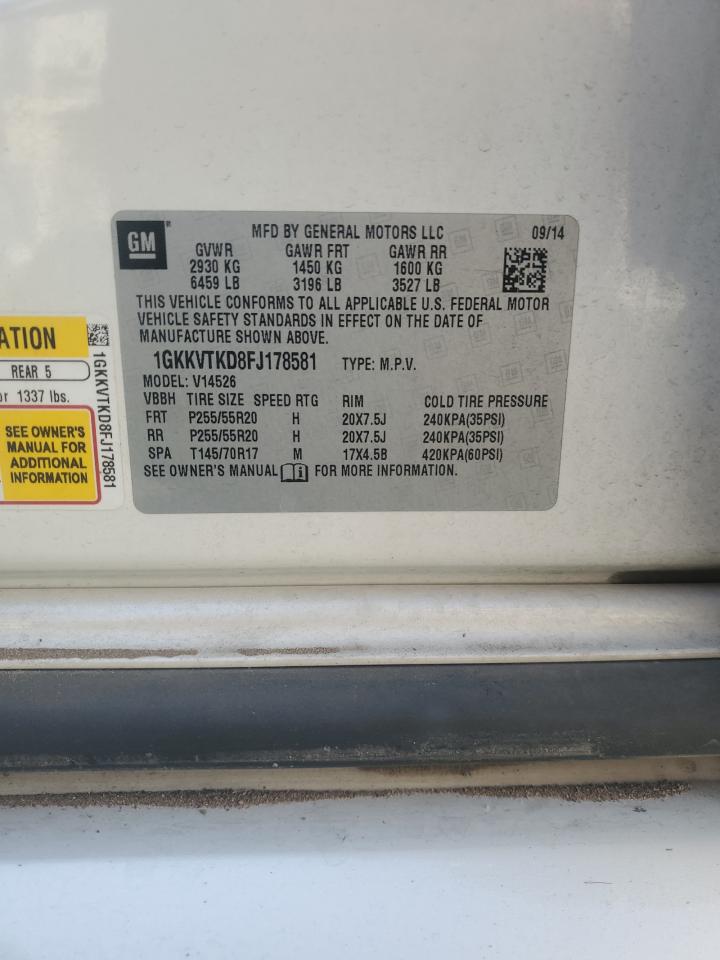 GM
MFD BY GENERAL MOTORS LLC 09/14
GVWR GAWR FRT GAWR RR
2930 KG 1450 KG 1600 KG
6459 LB 3196 LB 3527 LB
THIS VEHICLE CONFORMS TO ALL APPLICABLE U.S. FEDERAL MOTOR
VEHICLE SAFETY STANDARDS IN EFFECT ON THE DATE OF
MANUFACTURE SHOWN ABOVE.
1GKKVTKD8FJ178581 TYPE: M.P.V.
MODEL: V14526
VBBH TIRE SIZE SPEED RTG RIM COLD TIRE PRESSURE
FRT P255/55R20 H 20X7.5J 240KPA(35PSI)
RR P255/55R20 H 20X7.5J 240KPA(35PSI)
SPA T145/70R17 M 17X4.5B 420KPA(60PSI)
SEE OWNER'S MANUAL FOR MORE INFORMATION.
ATION
REAR 5
or 1337 lbs.
SEE OWNER'S
MANUAL FOR
ADDITIONAL
INFORMATION
1GKKVTKD8FJ178581